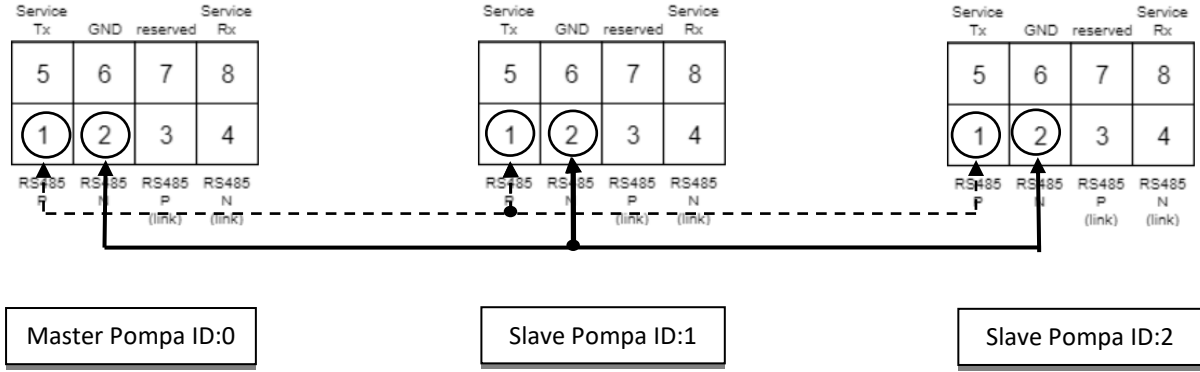 Service Service
Tx GND reserved Rx
5 6 7 8
1 2 3 4
RS485 RS485 RS485 RS485
P N P N
(link) (link)
Service Service
Tx GND reserved Rx
5 6 7 8
1 2 3 4
RS485 RS485 RS485 RS485
P N P N
(link) (link)
Service Service
Tx GND reserved Rx
5 6 7 8
1 2 3 4
RS485 RS485 RS485 RS485
P N P N
(link) (link)
Master Pompa ID:0
Slave Pompa ID:1
Slave Pompa ID:2